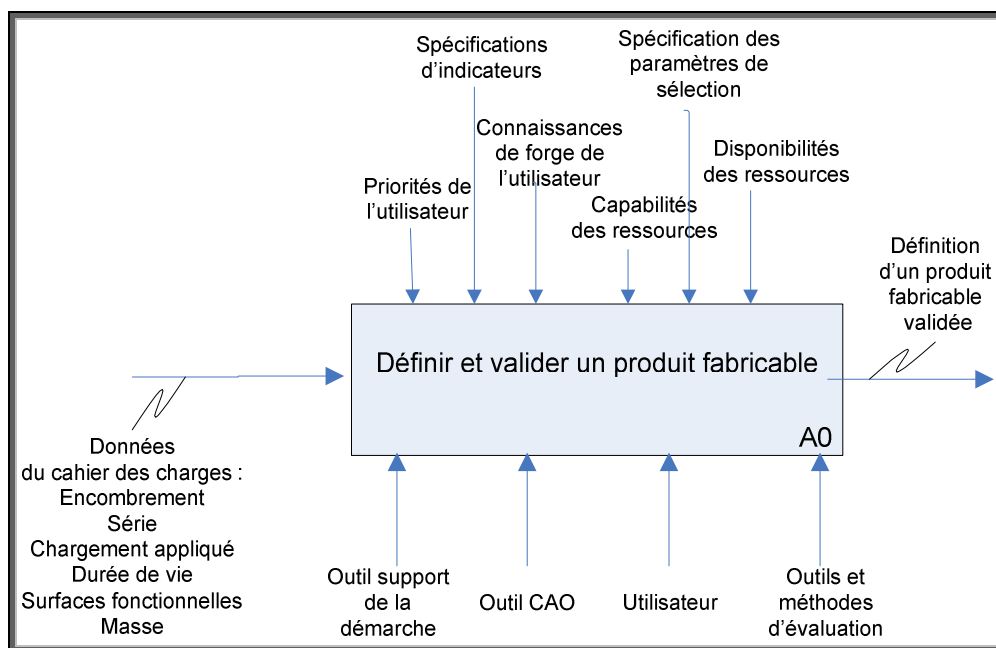 Spécifications
d’indicateurs
Spécification des
paramètres de
sélection
Connaissances
de forge de
l’utilisateur
Disponibilités
des ressources
Priorités de
l’utilisateur
Capabilités
des ressources
Définition
d’un produit
fabricable
validée
Définir et valider un produit fabricable
A0
Données
du cahier des charges :
Encombrement
Série
Chargement appliqué
Durée de vie
Surfaces fonctionnelles
Masse
Outil support
de la
démarche
Outil CAO
Utilisateur
Outils et
méthodes
d’évaluation